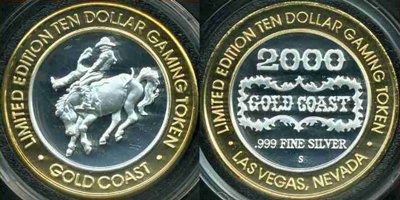 LIMITED EDITION TEN DOLLAR GAMING TOKEN
• GOLD COAST •
LIMITED EDITION TEN DOLLAR GAMING TOKEN
2000
GOLD COAST
.999 FINE SILVER
S
• LAS VEGAS, NEVADA •